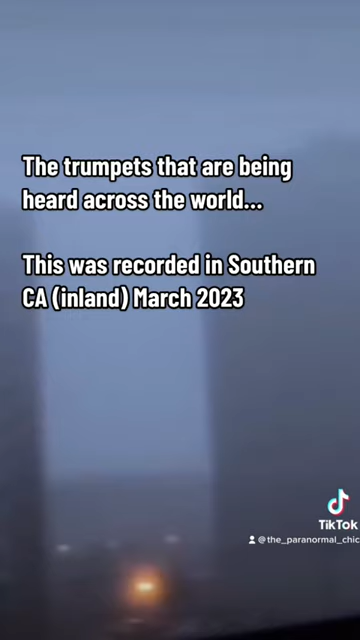 The trumpets that are being
heard across the world...
This was recorded in Southern
CA (inland) March 2023
TikTok
@the_paranormal_chic